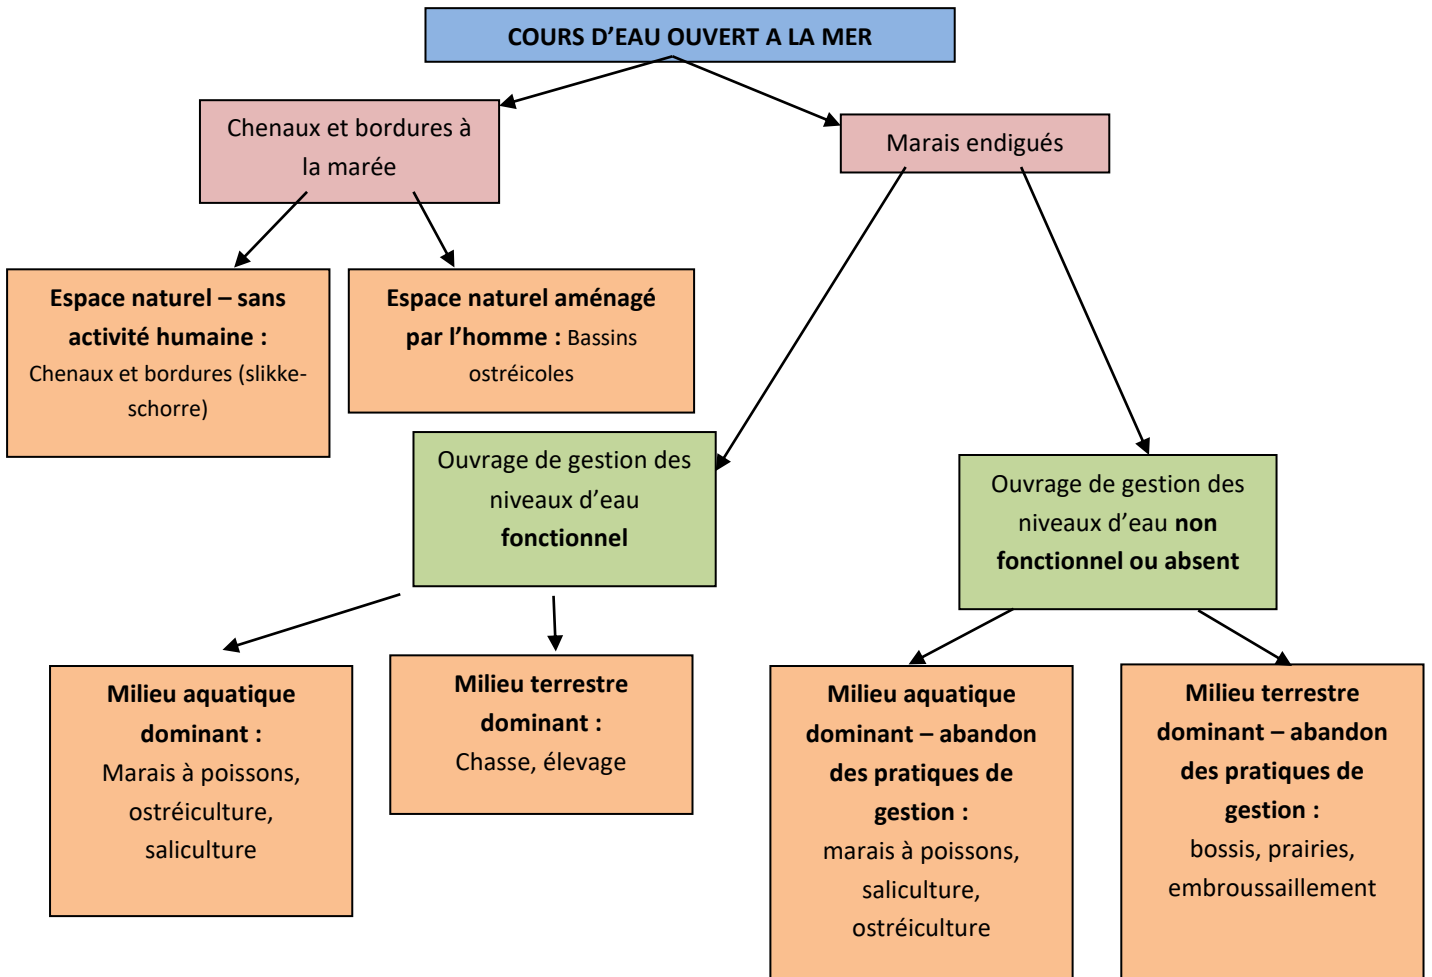 COURS D’EAU OUVERT A LA MER
Chenaux et bordures à
la marée
Marais endigués
Espace naturel – sans
activité humaine :
Chenaux et bordures (slikke-
schorre)
Espace naturel aménagé
par l’homme : Bassins
ostréicoles
Ouvrage de gestion des
niveaux d’eau
fonctionnel
Ouvrage de gestion des
niveaux d’eau non
fonctionnel ou absent
Milieu aquatique
dominant :
Marais à poissons,
ostréiculture,
saliculture
Milieu terrestre
dominant :
Chasse, élevage
Milieu aquatique
dominant – abandon
des pratiques de
gestion :
marais à poissons,
saliculture,
ostréiculture
Milieu terrestre
dominant – abandon
des pratiques de
gestion :
bossis, prairies,
embroussaillement